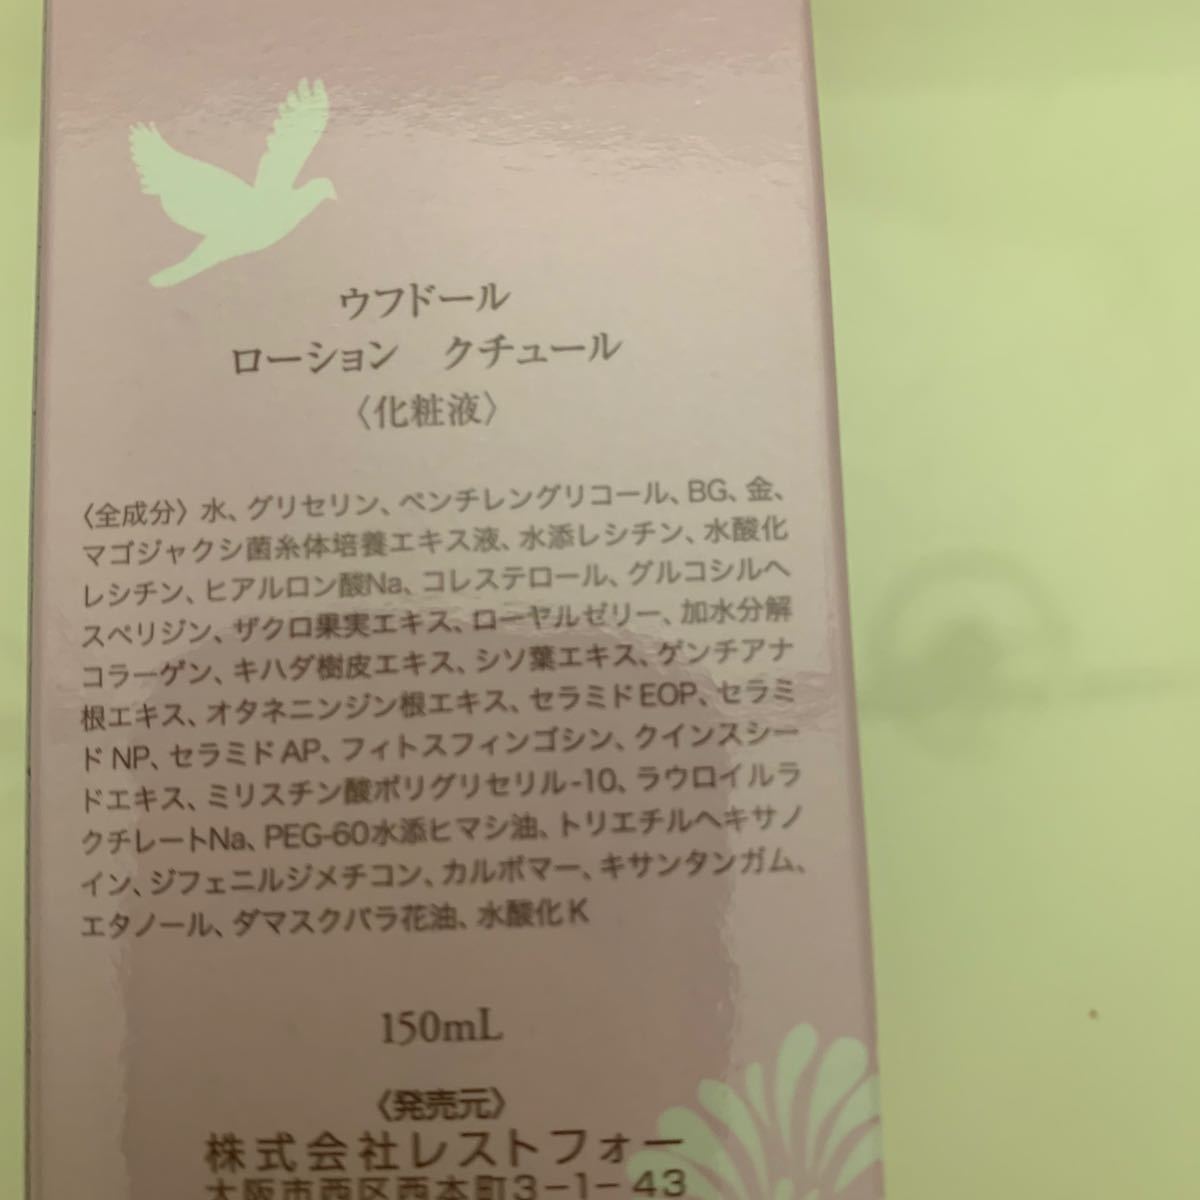 ウフドール
ローション　クチュール
〈化粧液〉
〈全成分〉水、グリセリン、ペンチレングリコール、BG、金、
マゴジャクシ菌糸体培養エキス液、水添レシチン、水酸化
レシチン、ヒアルロン酸Na、コレステロール、グルコシルヘ
スペリジン、ザクロ果実エキス、ローヤルゼリー、加水分解
コラーゲン、キハダ樹皮エキス、シソ葉エキス、ゲンチアナ
根エキス、オタネニンジン根エキス、セラミドEOP、セラミ
ドNP、セラミドAP、フィトスフィンゴシン、クインスシー
ドエキス、ミリスチン酸ポリグリセリル-10、ラウロイルラ
クチレートNa、PEG-60水添ヒマシ油、トリエチルヘキサノ
イン、ジフェニルジメチコン、カルボマー、キサンタンガム、
エタノール、ダマスクバラ花油、水酸化K
150mL
〈発売元〉
株式会社レストフォー
大阪市西区西本町3-1-43